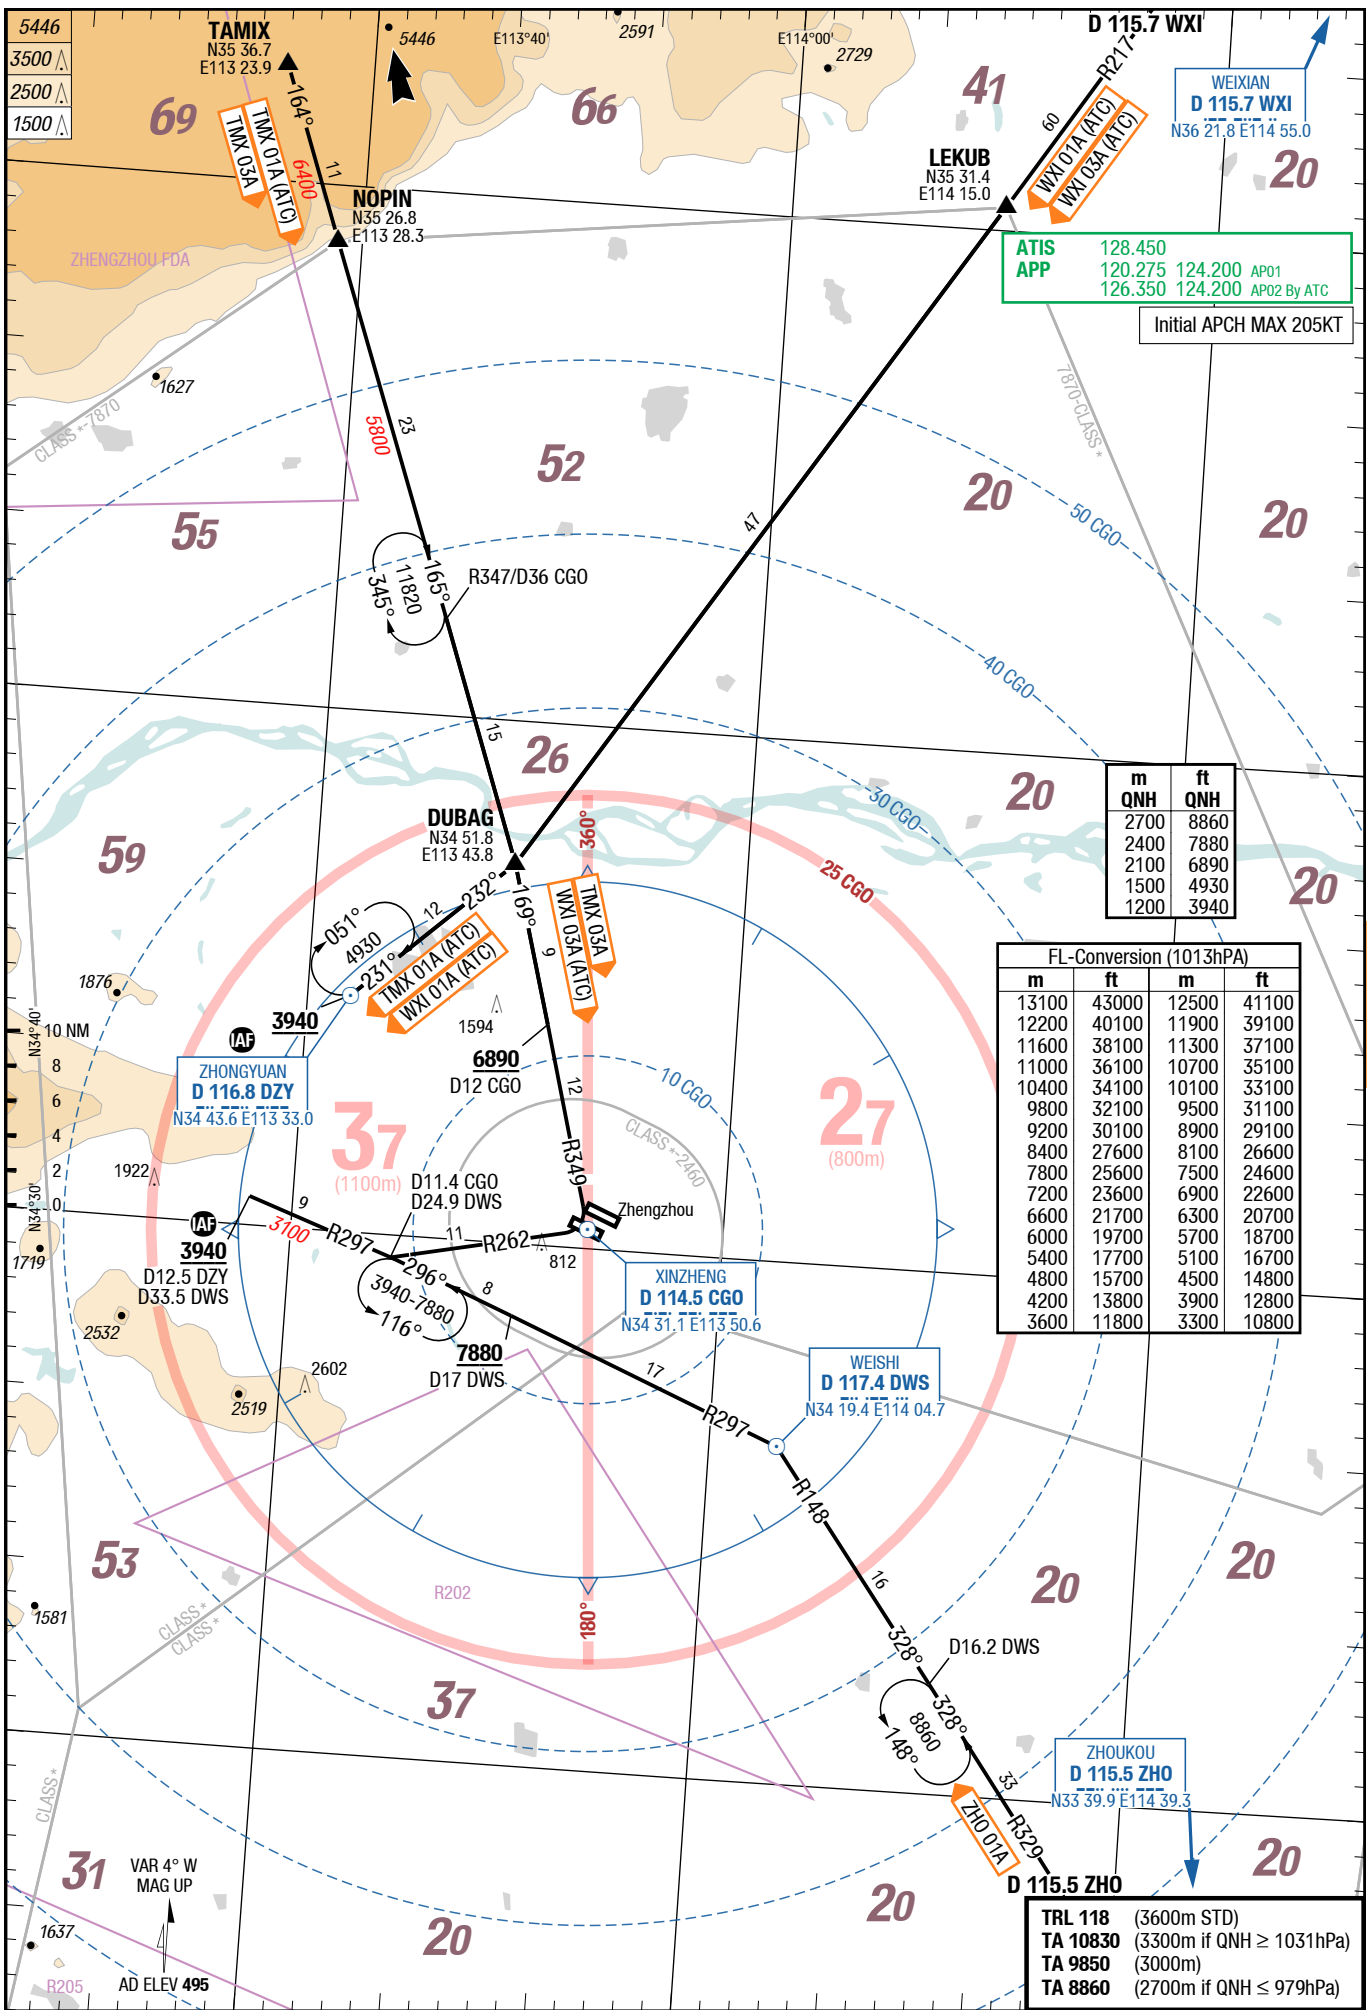 5446
3500
2500
1500
TAMIX
N35 36.7
E113 23.9
5446
E113°40'
2591
E114°00'
2729
D 115.7 WXI
R217
60
WEIXIAN
D 115.7 WXI
N36 21.8 E114 55.0
69
66
41
20
164°
11
6400
TMX 01A (ATC)
TMX 03A
WXI 01A (ATC)
WXI 03A (ATC)
LEKUB
N35 31.4
E114 15.0
NOPIN
N35 26.8
E113 28.3
ZHENGZHOU FDA
ATIS 128.450
APP 120.275 124.200 AP01
126.350 124.200 AP02 By ATC
Initial APCH MAX 205KT
1627
CLASS *-7870
7870-CLASS *
23
5800
52
55
20
20
47
50 CGO
165°
11820
345°
R347/D36 CGO
40 CGO
15
26
20
30 CGO
m ft
QNH QNH
2700 8860
2400 7880
2100 6890
1500 4930
1200 3940
59
DUBAG
N34 51.8
E113 43.8
360°
25 CGO
20
232°
12
051°
4930
231°
TMX 01A (ATC)
WXI 01A (ATC)
169°
9
TMX 03A
WXI 03A (ATC)
1876
3940
1594
6890
D12 CGO
12
R349
10 CGO
N34°40'
10 NM
8
6
4
2
0
N34°30'
IAF
ZHONGYUAN
D 116.8 DZY
N34 43.6 E113 33.0
37
(1100m)
27
(800m)
CLASS *-2460
FL-Conversion (1013hPA)
m ft m ft
13100 43000 12500 41100
12200 40100 11900 39100
11600 38100 11300 37100
11000 36100 10700 35100
10400 34100 10100 33100
9800 32100 9500 31100
9200 30100 8900 29100
8400 27600 8100 26600
7800 25600 7500 24600
7200 23600 6900 22600
6600 21700 6300 20700
6000 19700 5700 18700
5400 17700 5100 16700
4800 15700 4500 14800
4200 13800 3900 12800
3600 11800 3300 10800
1922
D11.4 CGO
D24.9 DWS
9
3100
R297
11
R262
812
Zhengzhou
IAF
3940
D12.5 DZY
D33.5 DWS
1719
2532
296°
3940-7880
116°
8
7880
D17 DWS
XINZHENG
D 114.5 CGO
N34 31.1 E113 50.6
2602
2519
17
R297
WEISHI
D 117.4 DWS
N34 19.4 E114 04.7
R148
16
328°
D16.2 DWS
53
1581
CLASS *
CLASS *
R202
180°
20
20
37
328°
8860
148°
33
R329
ZHO 01A
ZHOUKOU
D 115.5 ZHO
N33 39.9 E114 39.3
CLASS *
31
VAR 4° W
MAG UP
1637
R205
AD ELEV 495
20
20
20
D 115.5 ZHO
TRL 118 (3600m STD)
TA 10830 (3300m if QNH ≥ 1031hPa)
TA 9850 (3000m)
TA 8860 (2700m if QNH ≤ 979hPa)